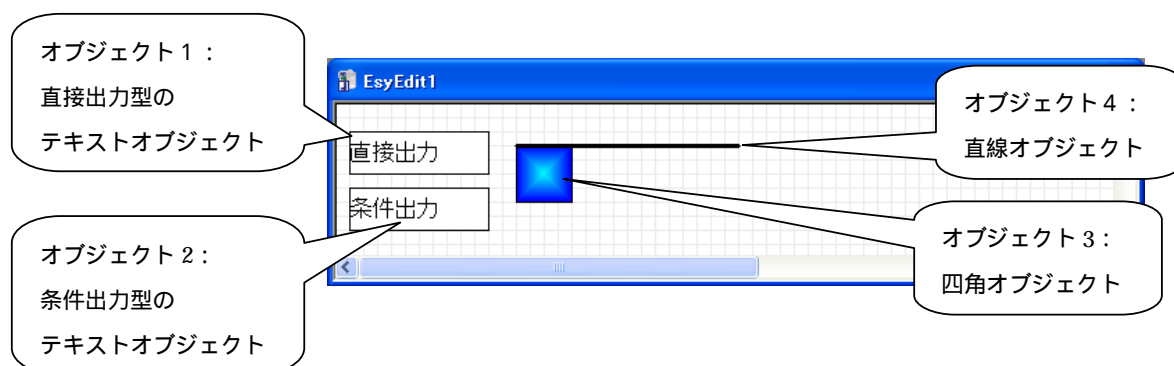 オブジェクト１：
直接出力型の
テキストオブジェクト
EsyEdit1
オブジェクト４：
直線オブジェクト
直接出力
条件出力
オブジェクト２：
条件出力型の
テキストオブジェクト
オブジェクト３：
四角オブジェクト